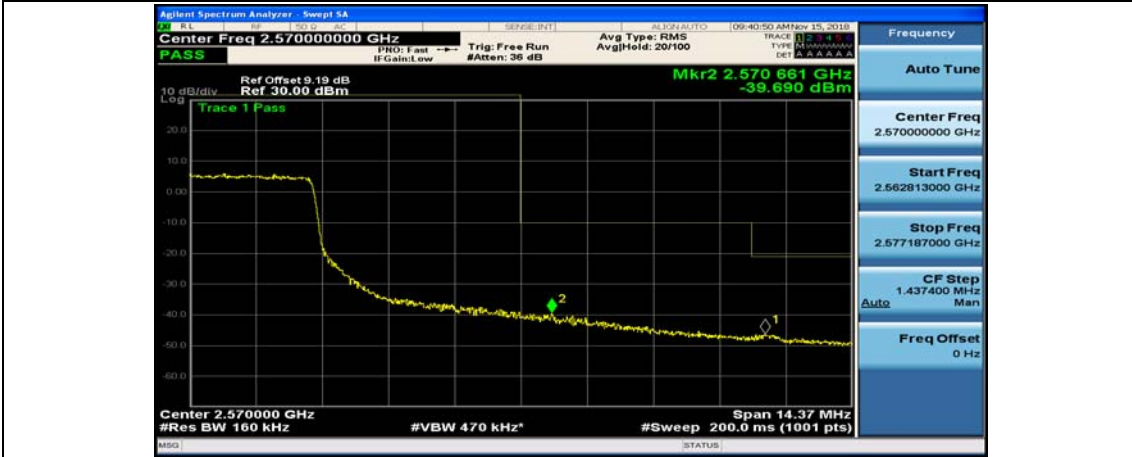 Agilent Spectrum Analyzer - Swept SA
RL RF 50 Ω AC SENSE:INT ALIGN AUTO 09:40:50 AM Nov 15, 2018
Center Freq 2.570000000 GHz
Avg Type: RMS
TRACE 1 2 3 4 5 6
Frequency
PASS
PNO: Fast
Trig: Free Run
Avg|Hold: 20/100
TYPE M
IFGain:Low
#Atten: 36 dB
DET A A A A A A
Auto Tune
Ref Offset 9.19 dB
Mkr2 2.570 661 GHz
10 dB/div Ref 30.00 dBm
-39.690 dBm
Log
Trace 1 Pass
Center Freq
2.570000000 GHz
20.0
10.0
Start Freq
2.562813000 GHz
0.00
-10.0
Stop Freq
2.577187000 GHz
-20.0
-30.0
CF Step
1.437400 MHz
Auto Man
2
1
-40.0
Freq Offset
0 Hz
-50.0
-60.0
Center 2.570000 GHz
Span 14.37 MHz
#Res BW 160 kHz
#VBW 470 kHz*
#Sweep 200.0 ms (1001 pts)
MSG STATUS